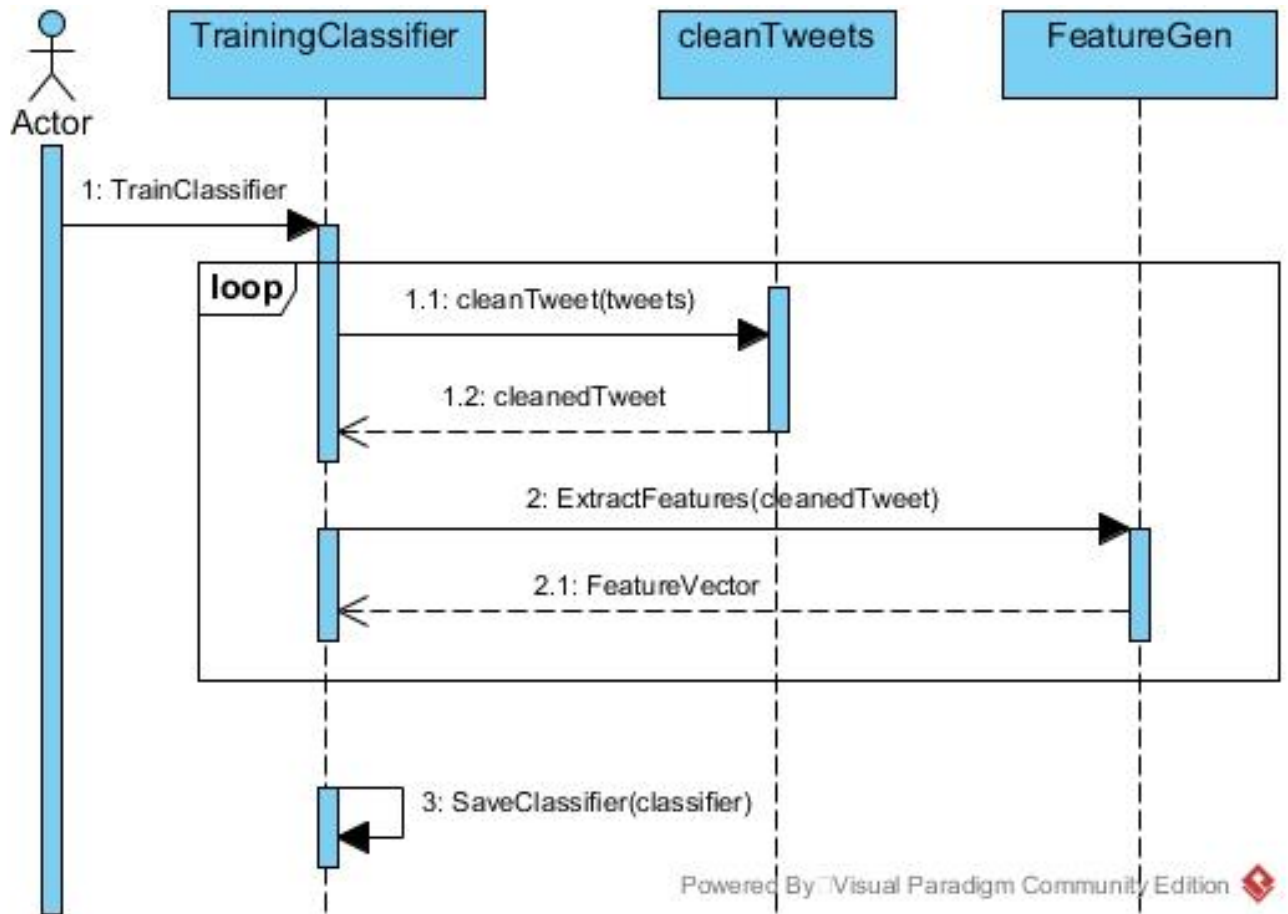 TrainingClassifier
cleanTweets
FeatureGen
Actor
1: TrainClassifier
loop
1.1: cleanTweet(tweets)
1.2: cleanedTweet
2: ExtractFeatures(cleanedTweet)
2.1: FeatureVector
3: SaveClassifier(classifier)
Powered By Visual Paradigm Community Edition